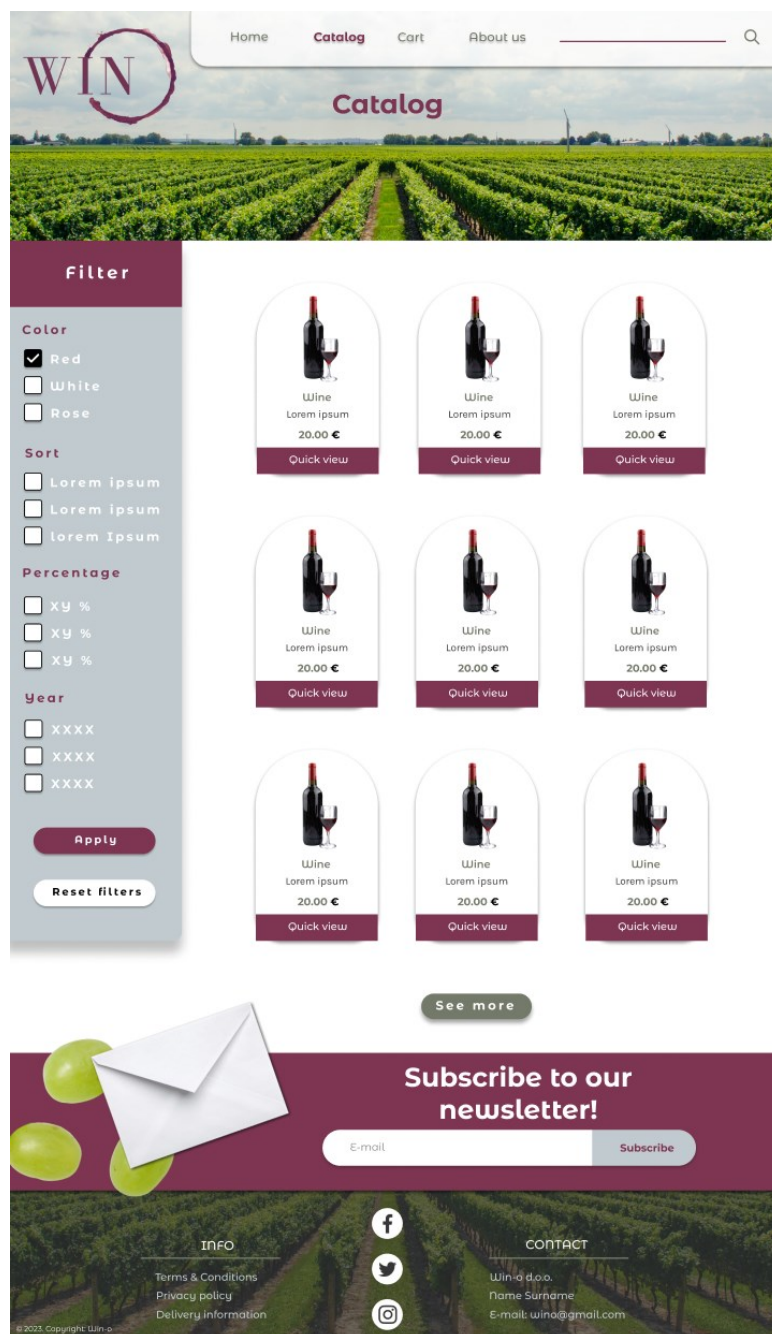 WIN
Home Catalog Cart About us
Catalog
Filter
Color
Red
White
Rose
Sort
Lorem ipsum
Lorem ipsum
lorem Ipsum
Percentage
XY %
XY %
XY %
Year
XXXX
XXXX
XXXX
Apply
Reset filters
Wine
Lorem ipsum
20.00 €
Quick view
Wine
Lorem ipsum
20.00 €
Quick view
Wine
Lorem ipsum
20.00 €
Quick view
Wine
Lorem ipsum
20.00 €
Quick view
Wine
Lorem ipsum
20.00 €
Quick view
Wine
Lorem ipsum
20.00 €
Quick view
Wine
Lorem ipsum
20.00 €
Quick view
Wine
Lorem ipsum
20.00 €
Quick view
Wine
Lorem ipsum
20.00 €
Quick view
See more
Subscribe to our
newsletter!
E-mail
Subscribe
INFO
Terms & Conditions
Privacy policy
Delivery information
CONTACT
Win-o d.o.o.
Name Surname
E-mail: wino@gmail.com
© 2023. Copyright: Win-o